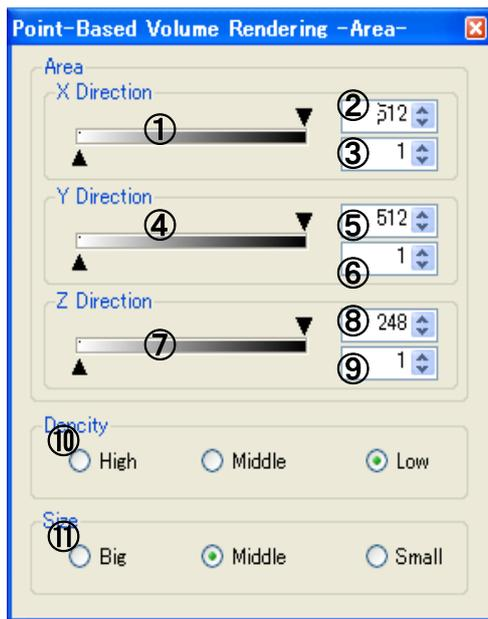 Point-Based Volume Rendering -Area-
Area
X Direction
① ② 512
③ 1
Y Direction
④ ⑤ 512
⑥ 1
Z Direction
⑦ ⑧ 248
⑨ 1
Dencity
⑩ High Middle Low
Size
⑪ Big Middle Small